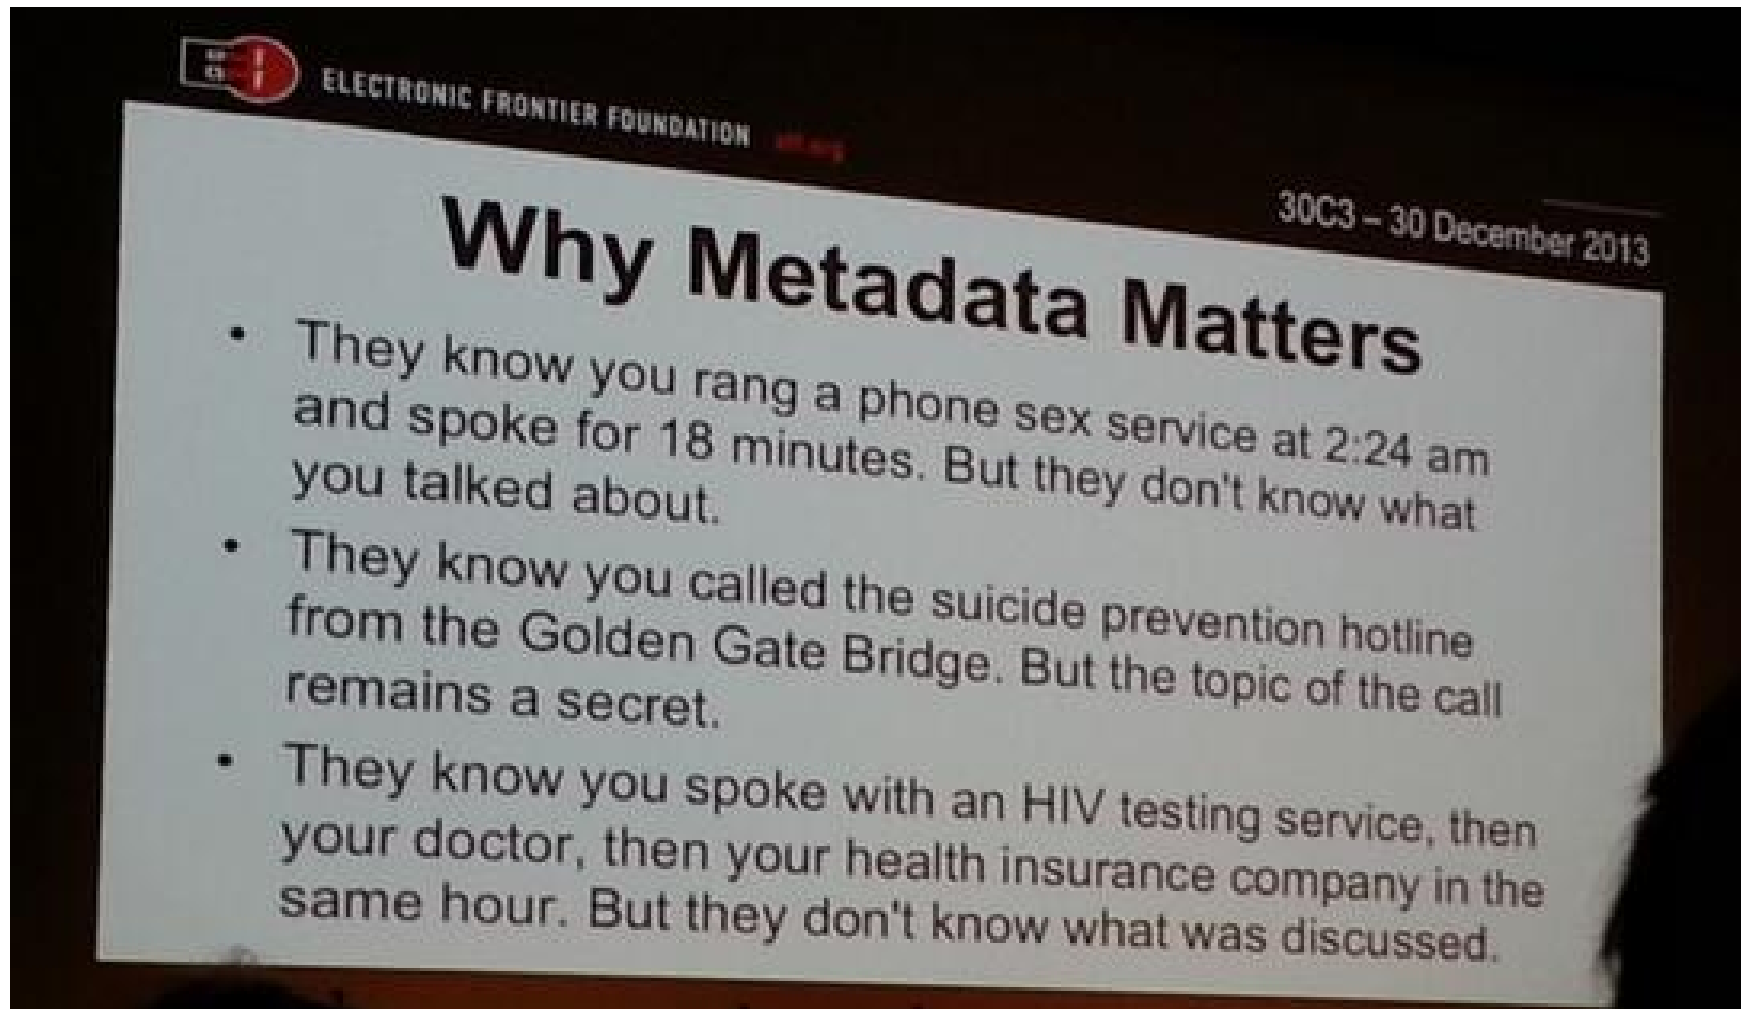 ELECTRONIC FRONTIER FOUNDATION eff.org
30C3 – 30 December 2013
Why Metadata Matters
• They know you rang a phone sex service at 2:24 am
and spoke for 18 minutes. But they don't know what
you talked about.
• They know you called the suicide prevention hotline
from the Golden Gate Bridge. But the topic of the call
remains a secret.
• They know you spoke with an HIV testing service, then
your doctor, then your health insurance company in the
same hour. But they don't know what was discussed.